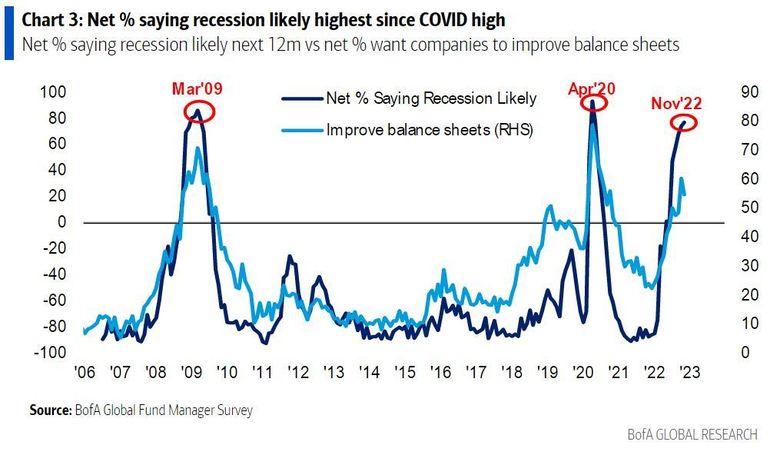 Chart 3: Net % saying recession likely highest since COVID high
Net % saying recession likely next 12m vs net % want companies to improve balance sheets
100
80
60
40
20
0
-20
-40
-60
-80
-100
Mar'09
Apr'20
Nov'22
Net % Saying Recession Likely
Improve balance sheets (RHS)
90
80
70
60
50
40
30
20
10
0
'06 '07 '08 '09 '10 '11 '12 '13 '14 '15 '16 '17 '18 '19 '20 '21 '22 '23
Source: BofA Global Fund Manager Survey
BofA GLOBAL RESEARCH